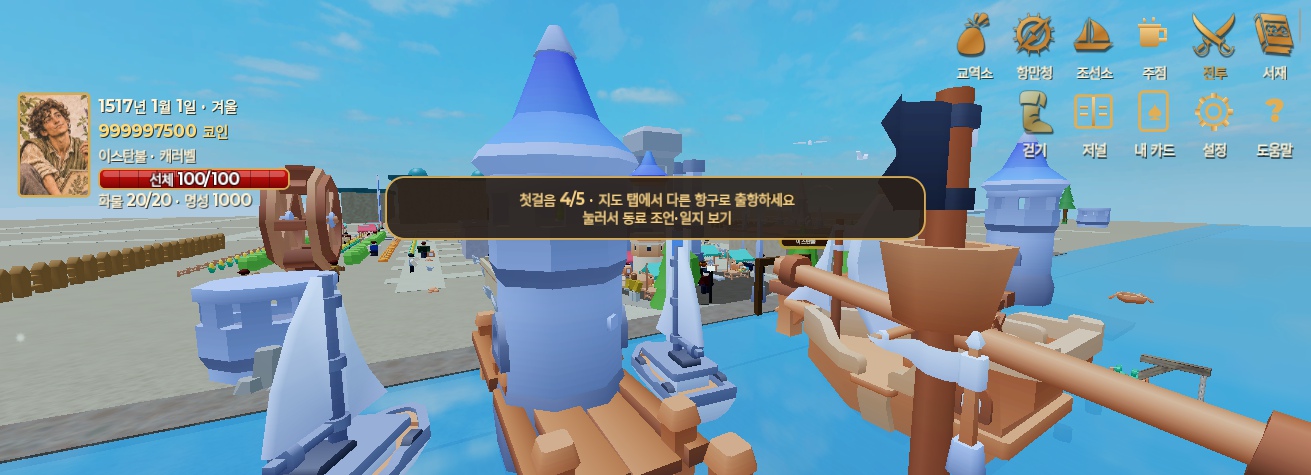 교역소
항만청
조선소
주점
전투
서재
걷기
저널
내 카드
설정
도움말
1517년 1월 1일 · 겨울
999997500 코인
이스탄불 · 캐러벨
선체 100/100
화물 20/20 · 명성 1000
첫걸음 4/5 · 지도 탭에서 다른 항구로 출항하세요
눌러서 동료 조언·일지 보기
이스탄불